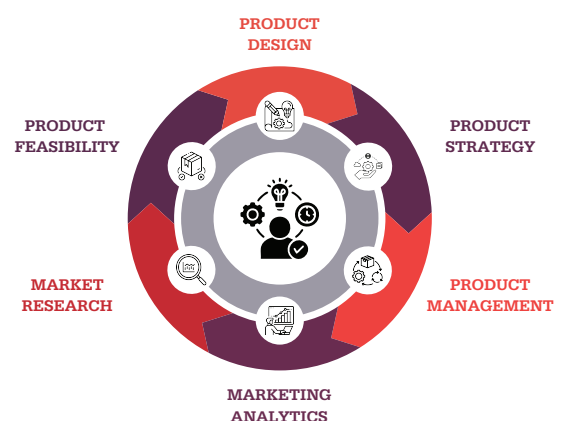 PRODUCT
DESIGN
PRODUCT
FEASIBILITY
PRODUCT
STRATEGY
MARKET
RESEARCH
PRODUCT
MANAGEMENT
MARKETING
ANALYTICS